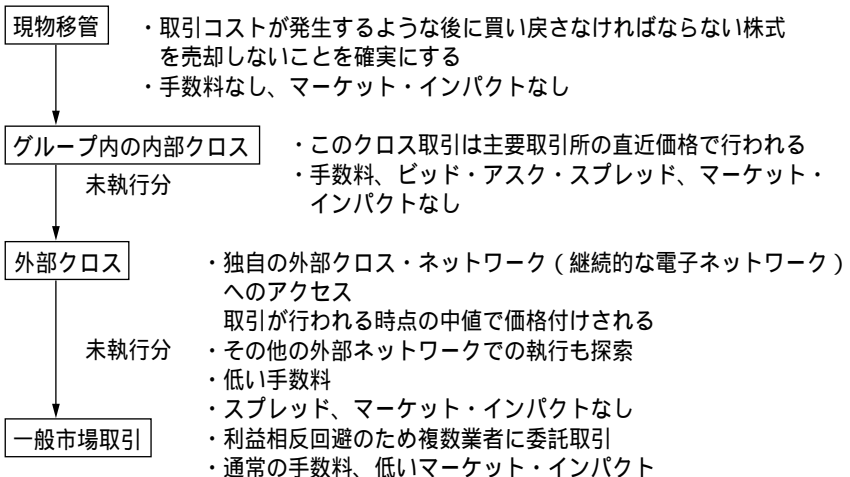 現物移管
・取引コストが発生するような後に買い戻さなければならない株式
を売却しないことを確実にする
・手数料なし、マーケット・インパクトなし
グループ内の内部クロス
・このクロス取引は主要取引所の直近価格で行われる
未執行分
・手数料、ビッド・アスク・スプレッド、マーケット・
インパクトなし
外部クロス
・独自の外部クロス・ネットワーク(継続的な電子ネットワーク)
へのアクセス
取引が行われる時点の中値で価格付けされる
未執行分
・その他の外部ネットワークでの執行も探索
・低い手数料
・スプレッド、マーケット・インパクトなし
一般市場取引
・利益相反回避のため複数業者に委託取引
・通常の手数料、低いマーケット・インパクト